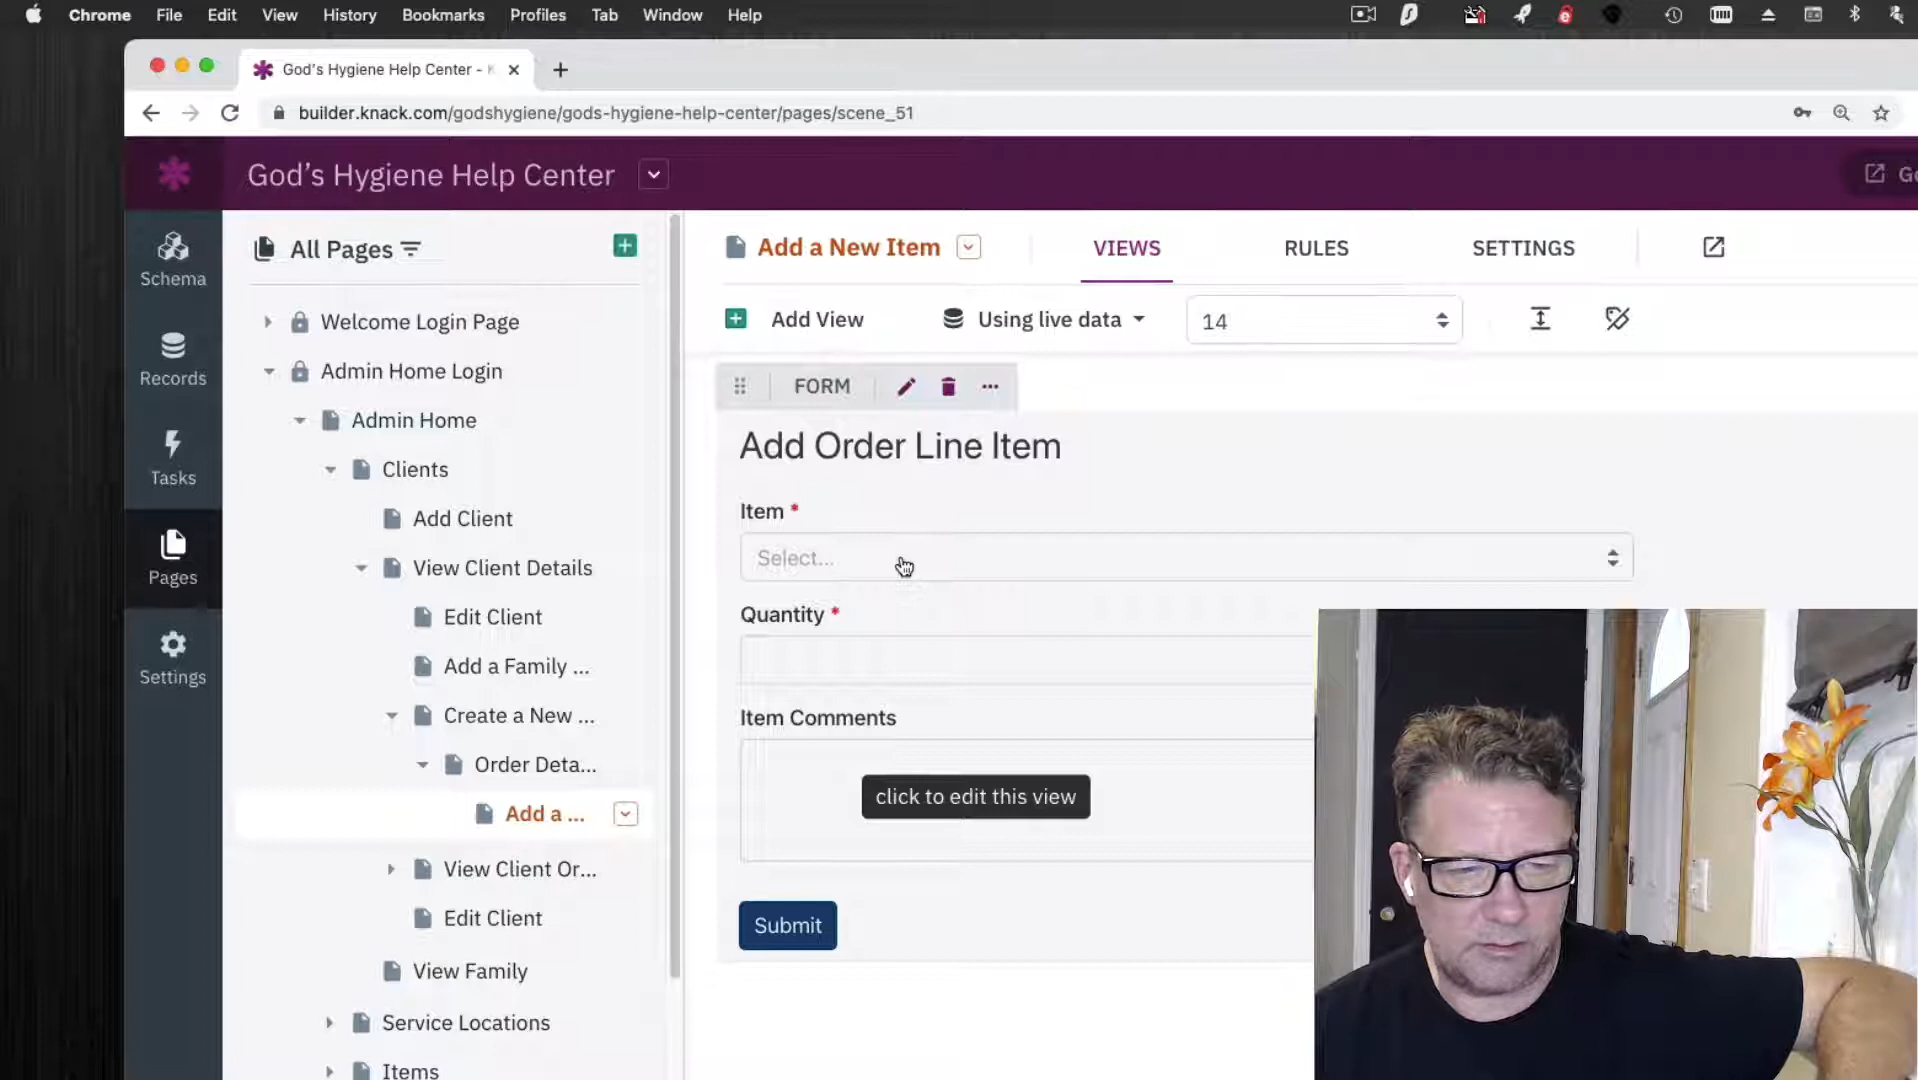 Chrome File Edit View History Bookmarks Profiles Tab Window Help
God's Hygiene Help Center -
builder.knack.com/godshygiene/gods-hygiene-help-center/pages/scene_51
God's Hygiene Help Center
Schema
Records
Tasks
Pages
Settings
All Pages
Welcome Login Page
Admin Home Login
Admin Home
Clients
Add Client
View Client Details
Edit Client
Add a Family ...
Create a New ...
Order Deta...
Add a ...
View Client Or...
Edit Client
View Family
Service Locations
Items
Add a New Item VIEWS RULES SETTINGS
Add View Using live data 14
FORM
Add Order Line Item
Item *
Select...
Quantity *
Item Comments
click to edit this view
Submit